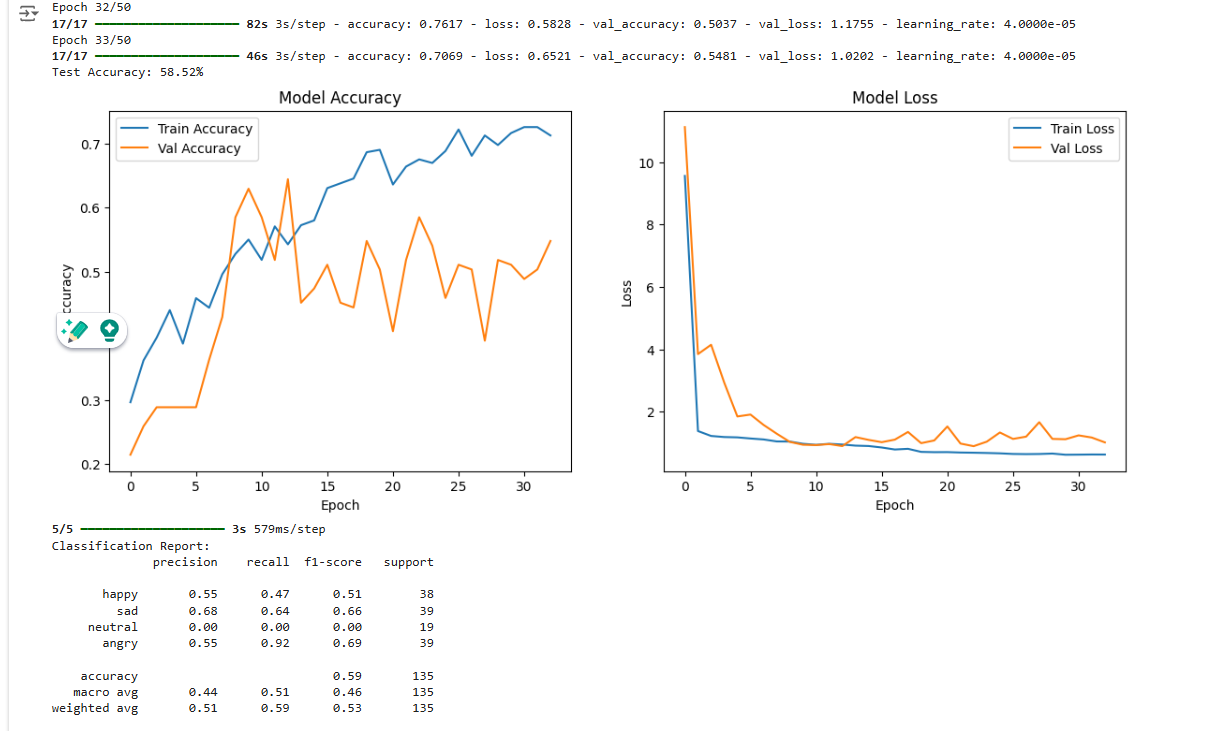 Epoch 32/50
17/17 ━━━━━━━━━━━━━━━━━━━━ 82s 3s/step - accuracy: 0.7617 - loss: 0.5828 - val_accuracy: 0.5037 - val_loss: 1.1755 - learning_rate: 4.0000e-05
Epoch 33/50
17/17 ━━━━━━━━━━━━━━━━━━━━ 46s 3s/step - accuracy: 0.7069 - loss: 0.6521 - val_accuracy: 0.5481 - val_loss: 1.0202 - learning_rate: 4.0000e-05
Test Accuracy: 58.52%
Model Accuracy
Train Accuracy
Val Accuracy
0.7
0.6
0.5
0.3
0.2
ccuracy
0 5 10 15 20 25 30
Epoch
Model Loss
Train Loss
Val Loss
10
8
6
4
2
Loss
0 5 10 15 20 25 30
Epoch
5/5 ━━━━━━━━━━━━━━━━━━━━ 3s 579ms/step
Classification Report:
precision recall f1-score support
happy 0.55 0.47 0.51 38
sad 0.68 0.64 0.66 39
neutral 0.00 0.00 0.00 19
angry 0.55 0.92 0.69 39
accuracy 0.59 135
macro avg 0.44 0.51 0.46 135
weighted avg 0.51 0.59 0.53 135